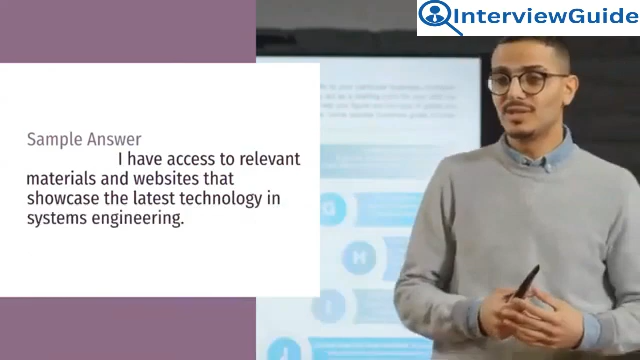 InterviewGuide
Sample Answer
I have access to relevant
materials and websites that
showcase the latest technology in
systems engineering.